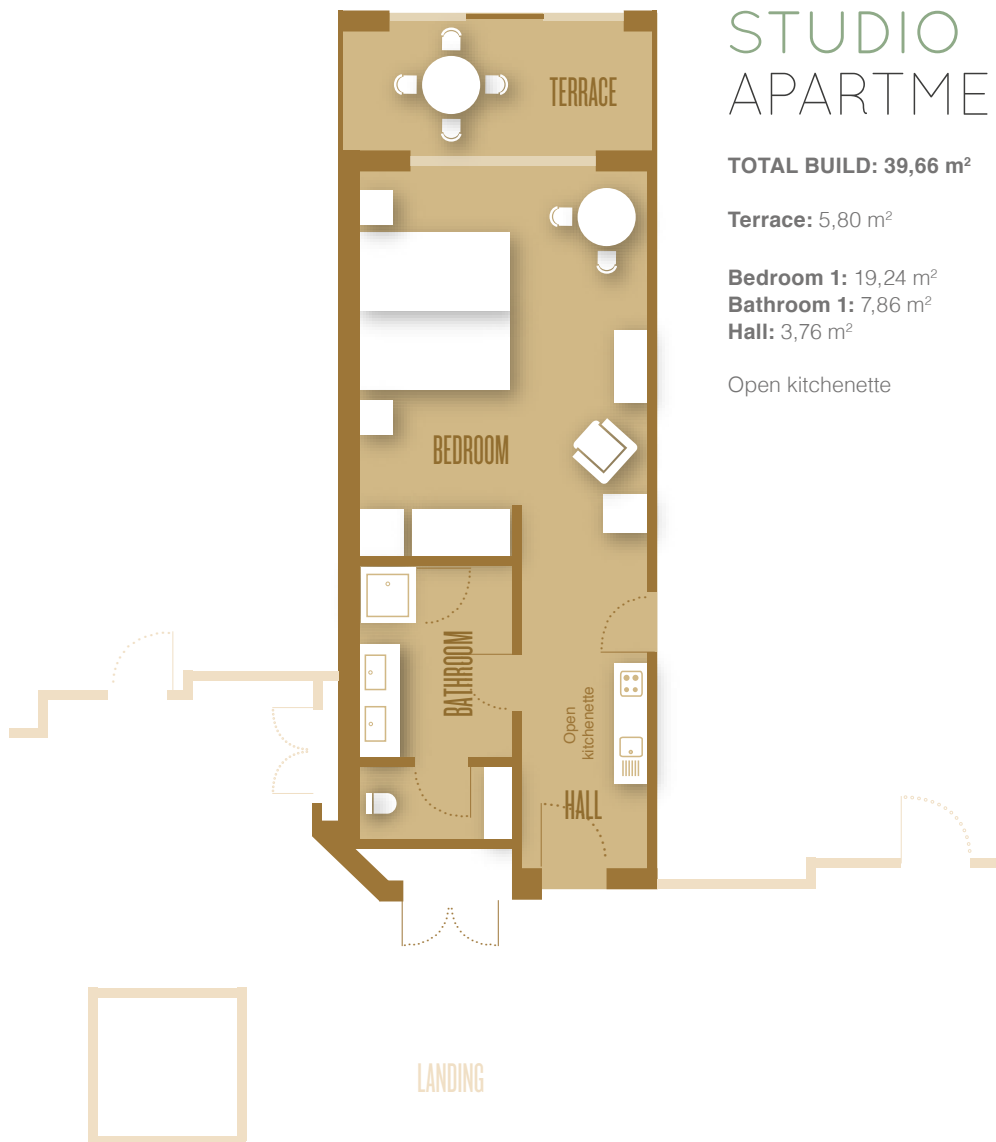 STUDIO
APARTME
TOTAL BUILD: 39,66 m²
Terrace: 5,80 m²
Bedroom 1: 19,24 m²
Bathroom 1: 7,86 m²
Hall: 3,76 m²
Open kitchenette
TERRACE
BEDROOM
BATHROOM
Open
kitchenette
HALL
LANDING